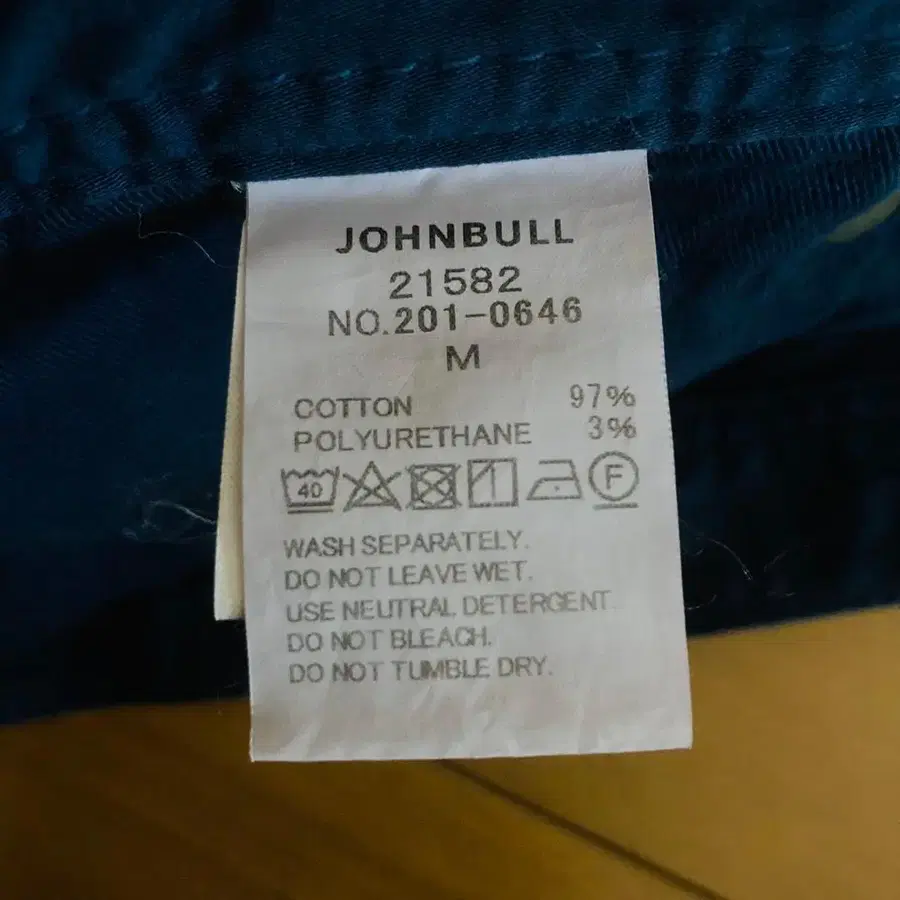 JOHNBULL
21582
NO.201-0646
M
COTTON 97%
POLYURETHANE 3%
40 F
WASH SEPARATELY.
DO NOT LEAVE WET.
USE NEUTRAL DETERGENT.
DO NOT BLEACH.
DO NOT TUMBLE DRY.